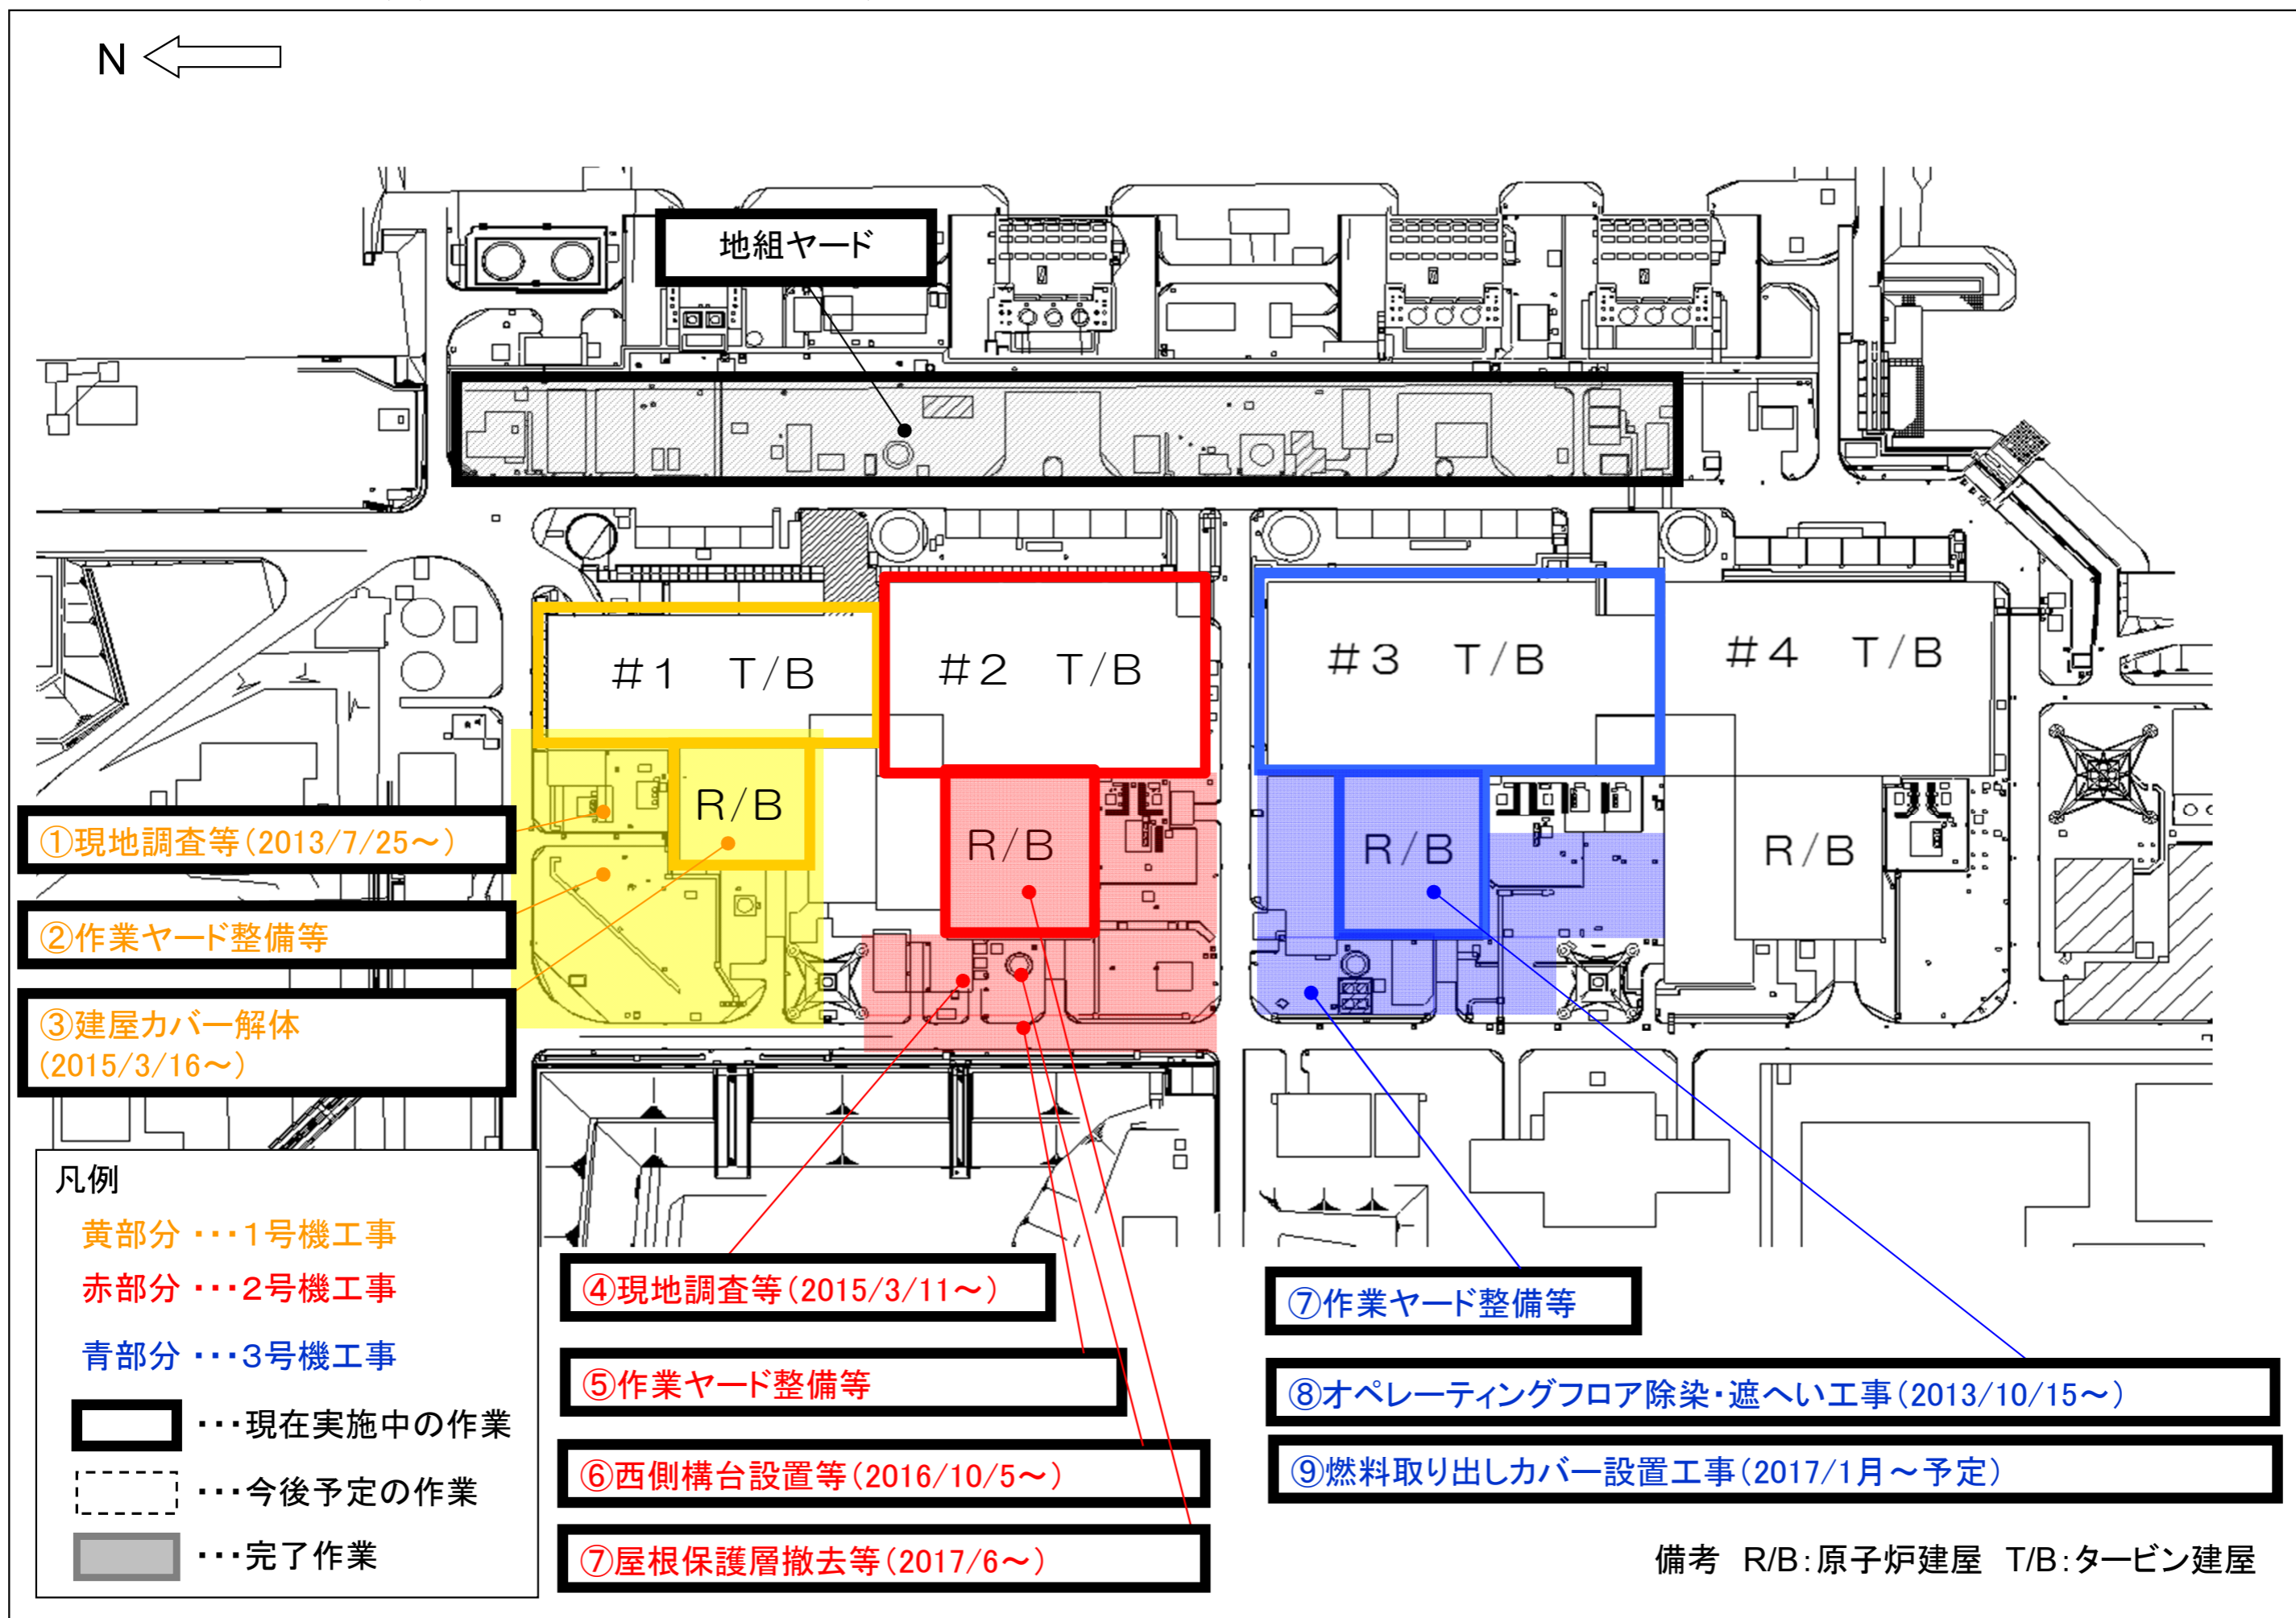 N
地組ヤード
#1 T/B
#2 T/B
#3 T/B
#4 T/B
R/B
R/B
R/B
R/B
①現地調査等(2013/7/25～)
②作業ヤード整備等
③建屋カバー解体
(2015/3/16～)
凡例
黄部分 ･･･1号機工事
赤部分 ･･･2号機工事
青部分 ･･･3号機工事
･･･現在実施中の作業
･･･今後予定の作業
･･･完了作業
④現地調査等(2015/3/11～)
⑤作業ヤード整備等
⑥西側構台設置等(2016/10/5～)
⑦屋根保護層撤去等(2017/6～)
⑦作業ヤード整備等
⑧オペレーティングフロア除染・遮へい工事(2013/10/15～)
⑨燃料取り出しカバー設置工事(2017/1月～予定)
備考 R/B：原子炉建屋 T/B：タービン建屋